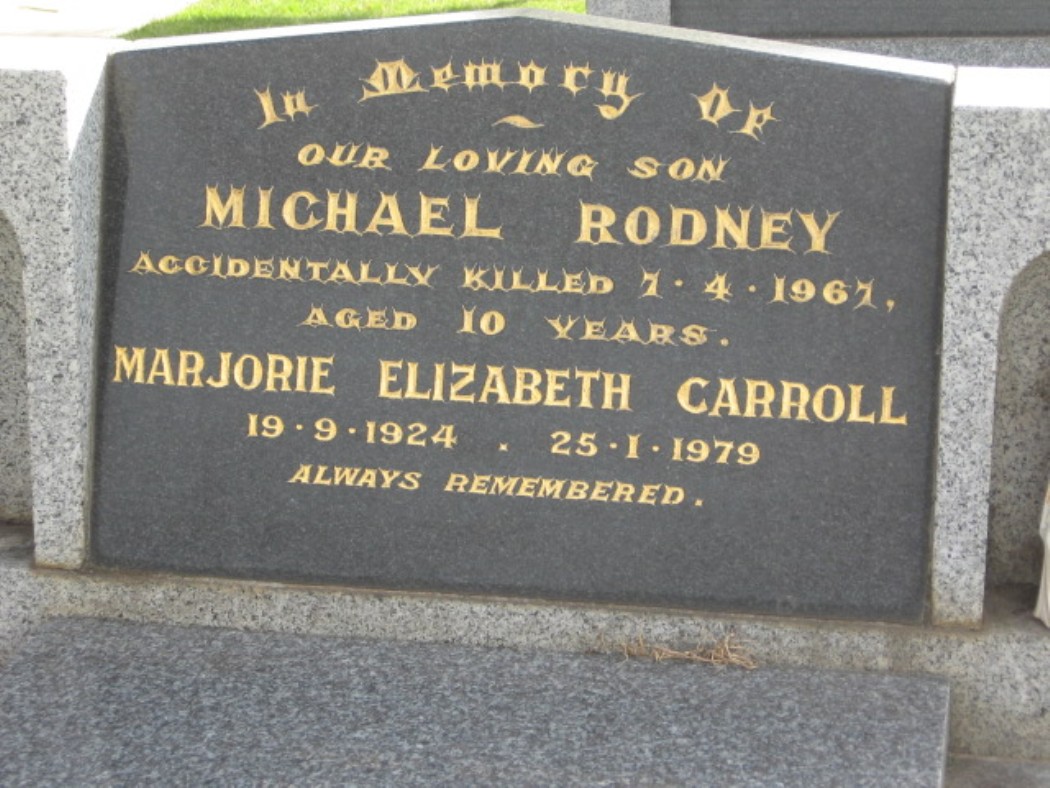 In Memory Of
OUR LOVING SON
MICHAEL RODNEY
ACCIDENTALLY KILLED 7·4·1967,
AGED 10 YEARS.
MARJORIE ELIZABETH CARROLL
19·9·1924 . 25·1·1979
ALWAYS REMEMBERED.